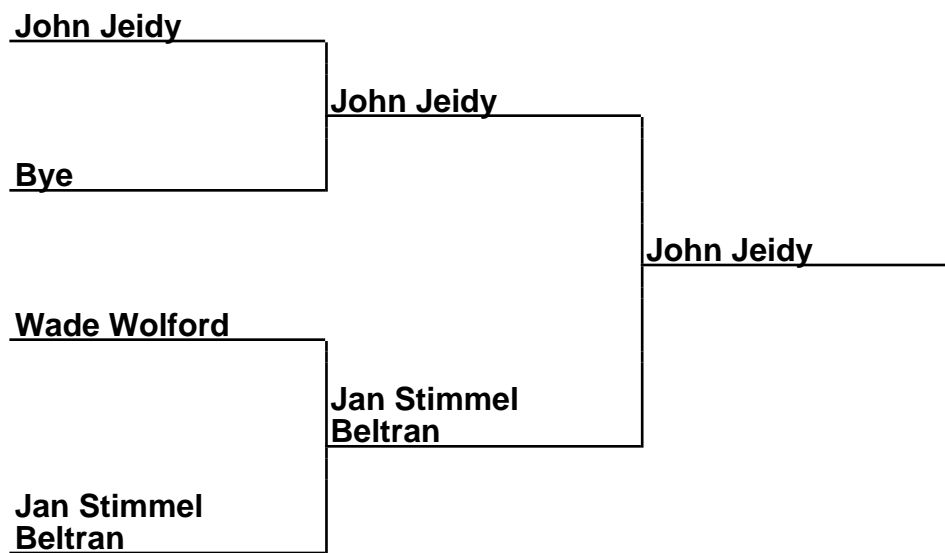 John Jeidy
John Jeidy
Bye
John Jeidy
Wade Wolford
Jan Stimmel
Beltran
Jan Stimmel
Beltran